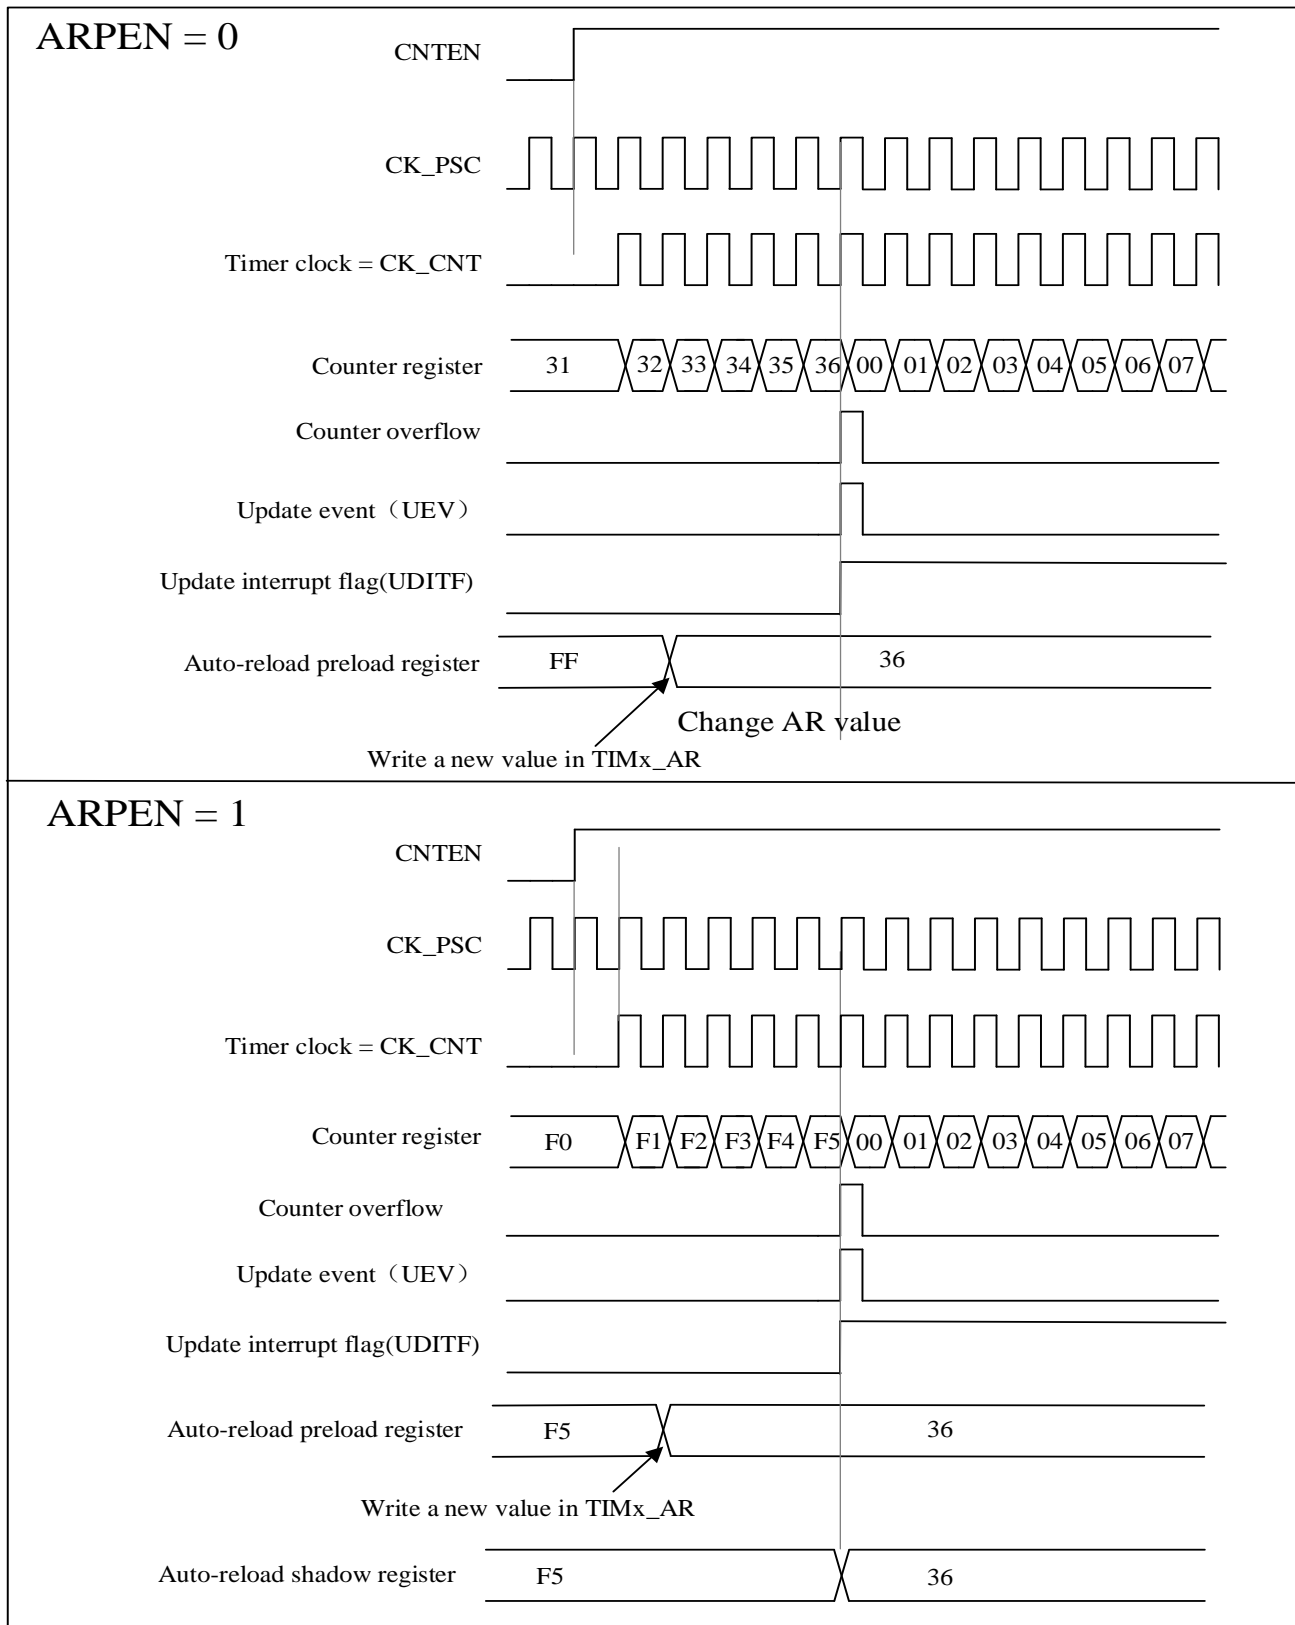 ARPEN = 0
CNTEN
CK_PSC
Timer clock = CK_CNT
Counter register 31 32 33 34 35 36 00 01 02 03 04 05 06 07
Counter overflow
Update event（UEV）
Update interrupt flag(UDITF)
Auto-reload preload register FF 36
Change AR value
Write a new value in TIMx_AR
ARPEN = 1
CNTEN
CK_PSC
Timer clock = CK_CNT
Counter register F0 F1 F2 F3 F4 F5 00 01 02 03 04 05 06 07
Counter overflow
Update event（UEV）
Update interrupt flag(UDITF)
Auto-reload preload register F5 36
Write a new value in TIMx_AR
Auto-reload shadow register F5 36